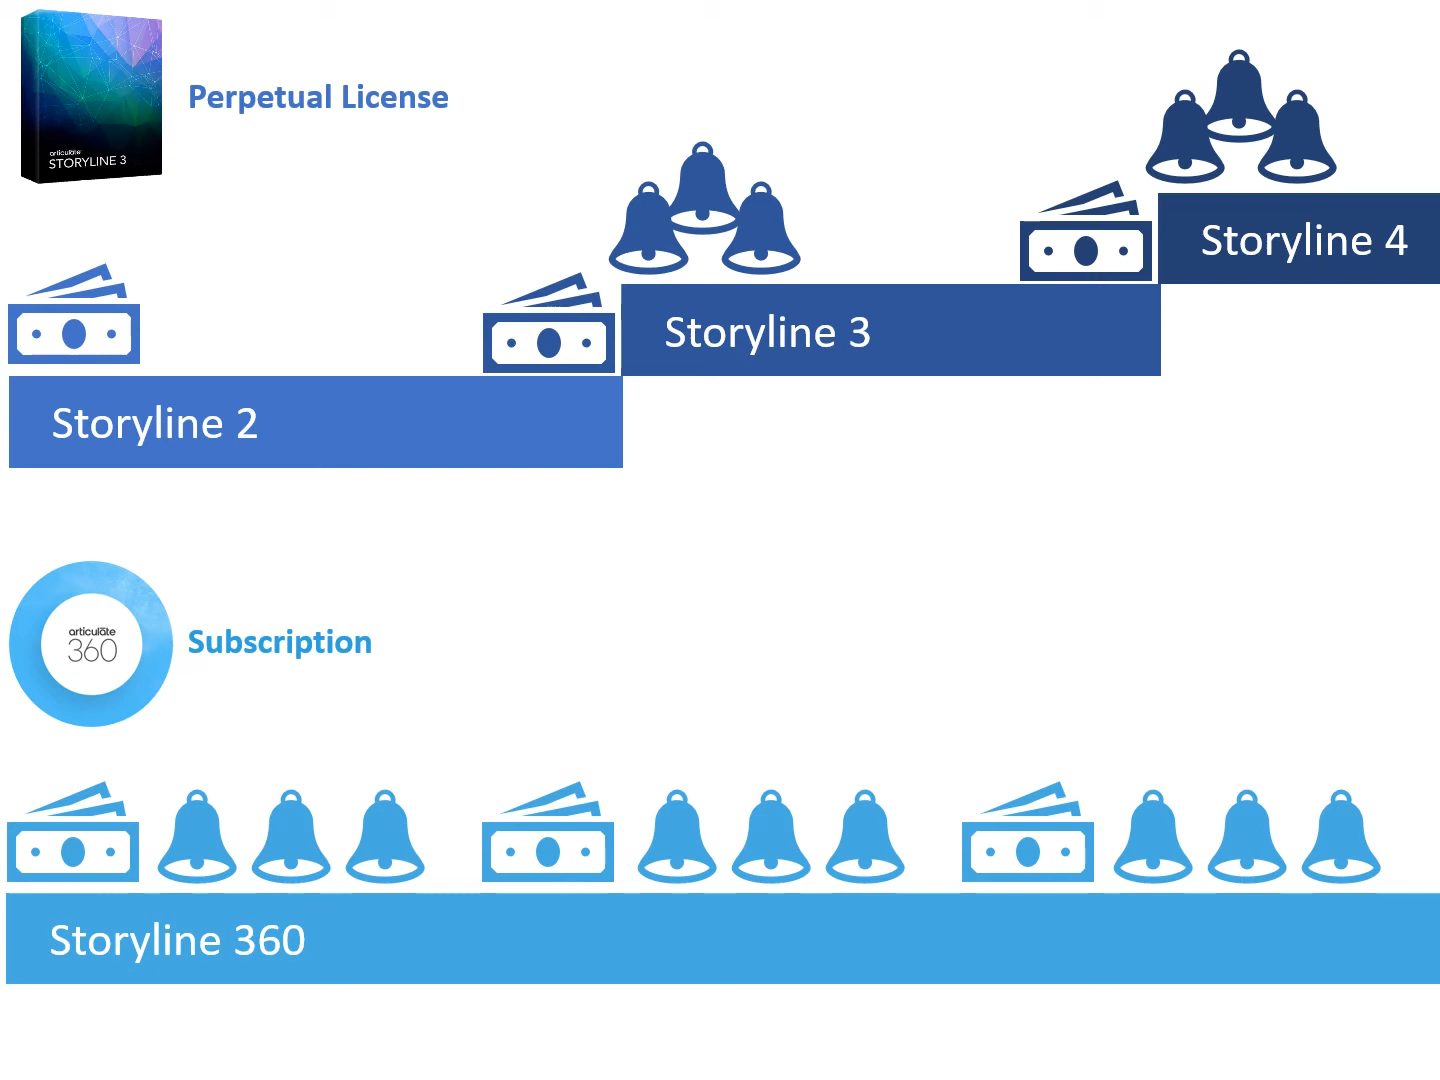 Perpetual License
articulate
STORYLINE 3
Storyline 4
Storyline 3
Storyline 2
articulate
360
Subscription
Storyline 360